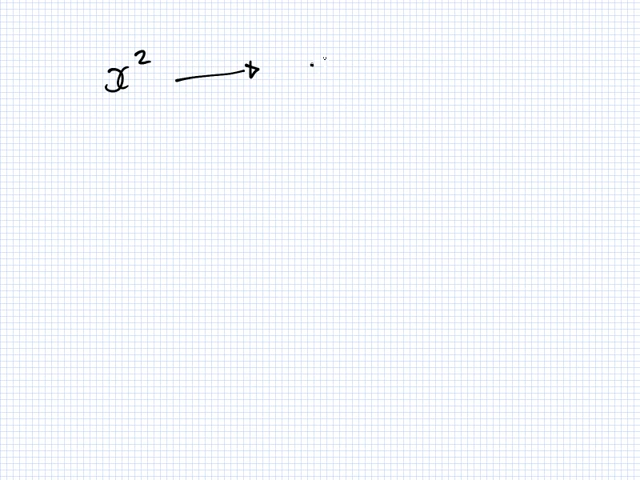 x² →